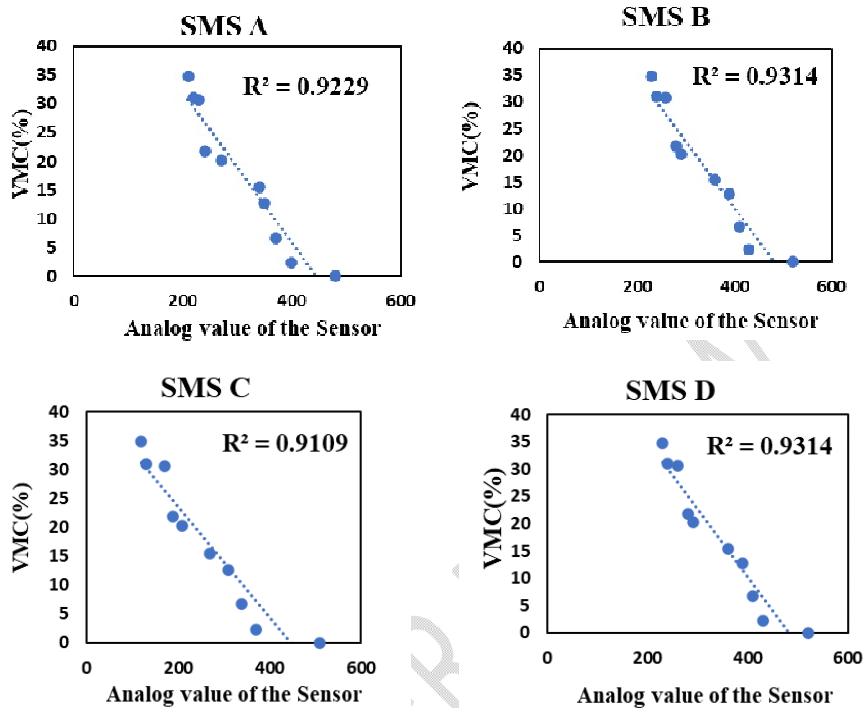 SMS A
R² = 0.9229
40
35
30
25
20
15
10
5
0
VMC(%)
0 200 400 600
Analog value of the Sensor
SMS B
R² = 0.9314
40
35
30
25
20
15
10
5
0
VMC(%)
0 200 400 600
Analog value of the Sensor
SMS C
R² = 0.9109
40
35
30
25
20
15
10
5
0
VMC(%)
0 200 400 600
Analog value of the Sensor
SMS D
R² = 0.9314
40
35
30
25
20
15
10
5
0
VMC(%)
0 200 400 600
Analog value of the Sensor